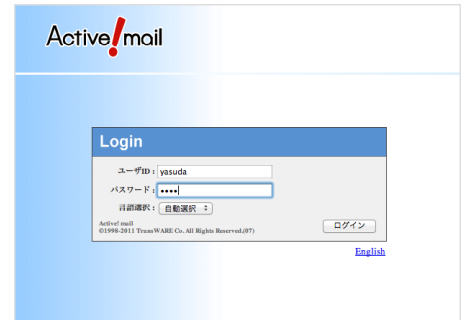 Active! mail
Login
ユーザID : yasuda
パスワード : ••••
言語選択 : 自動選択
Active! mail
©1998-2011 TransWARE Co. All Rights Reserved.(07)
ログイン
English